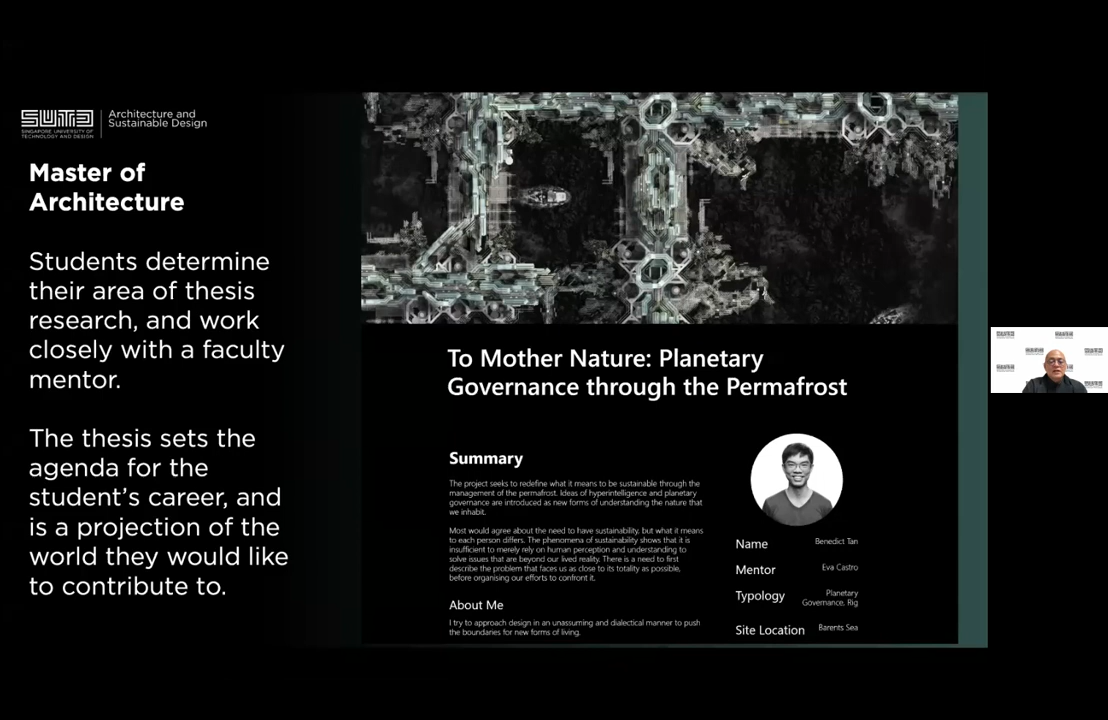 SUTD
SINGAPORE UNIVERSITY OF
TECHNOLOGY AND DESIGN
Architecture and
Sustainable Design
Master of
Architecture
Students determine
their area of thesis
research, and work
closely with a faculty
mentor.
The thesis sets the
agenda for the
student's career, and
is a projection of the
world they would like
to contribute to.
To Mother Nature: Planetary
Governance through the Permafrost
Summary
The project seeks to redefine what it means to be sustainable through the
management of the permafrost. Ideas of hyperintelligence and planetary
governance are introduced as new forms of understanding the nature that
we inhabit.
Most would agree about the need to have sustainability, but what it means
to each person differs. The phenomena of sustainability shows that it is
insufficient to merely rely on human perception and understanding to
solve issues that are beyond our lived reality. There is a need to first
describe the problem that faces us as close to its totality as possible,
before organising our efforts to confront it.
About Me
I try to approach design in an unassuming and dialectical manner to push
the boundaries for new forms of living.
Name Benedict Tan
Mentor Eva Castro
Typology Planetary
Governance, Rig
Site Location Barents Sea